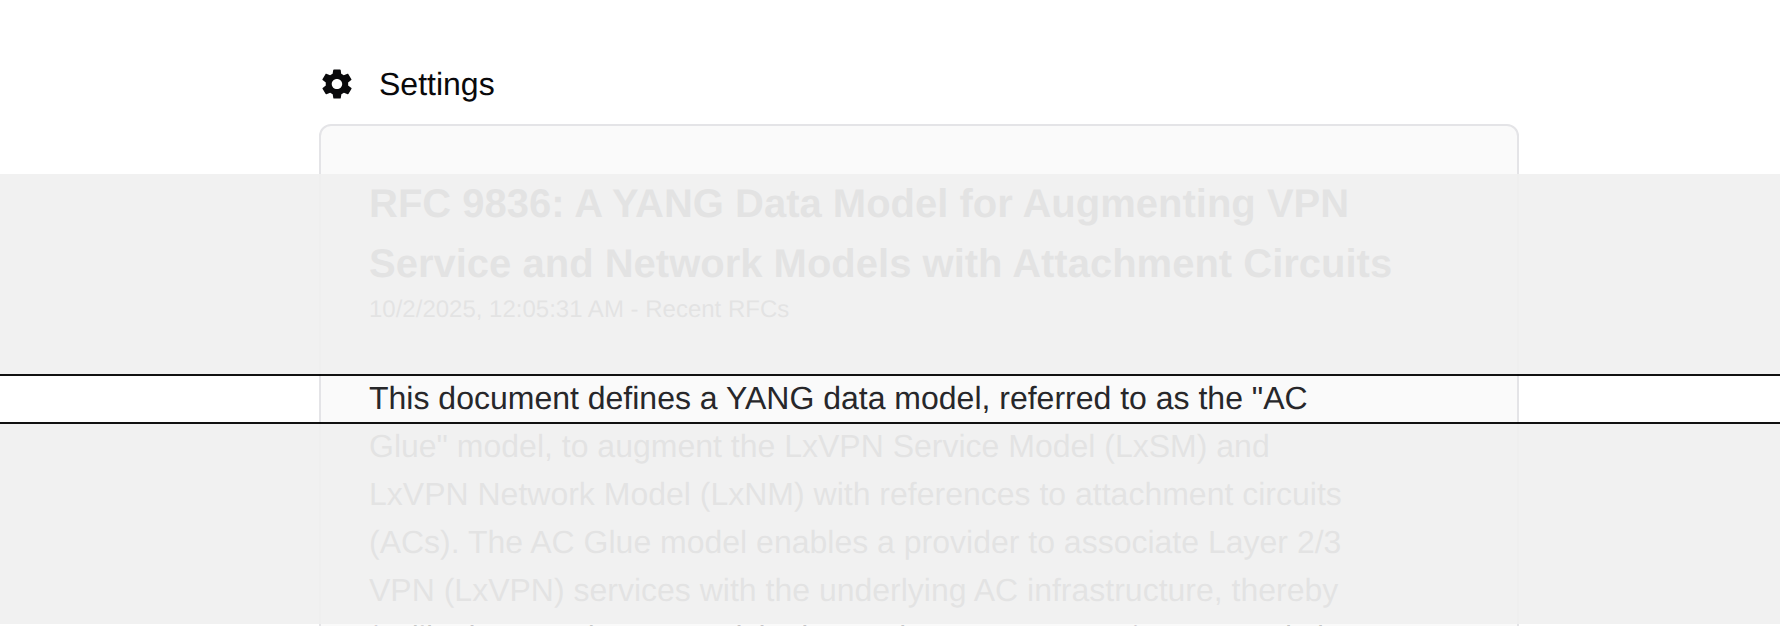 Settings
RFC 9836: A YANG Data Model for Augmenting VPN
Service and Network Models with Attachment Circuits
10/2/2025, 12:05:31 AM - Recent RFCs
This document defines a YANG data model, referred to as the "AC
Glue" model, to augment the LxVPN Service Model (LxSM) and
LxVPN Network Model (LxNM) with references to attachment circuits
(ACs). The AC Glue model enables a provider to associate Layer 2/3
VPN (LxVPN) services with the underlying AC infrastructure, thereby